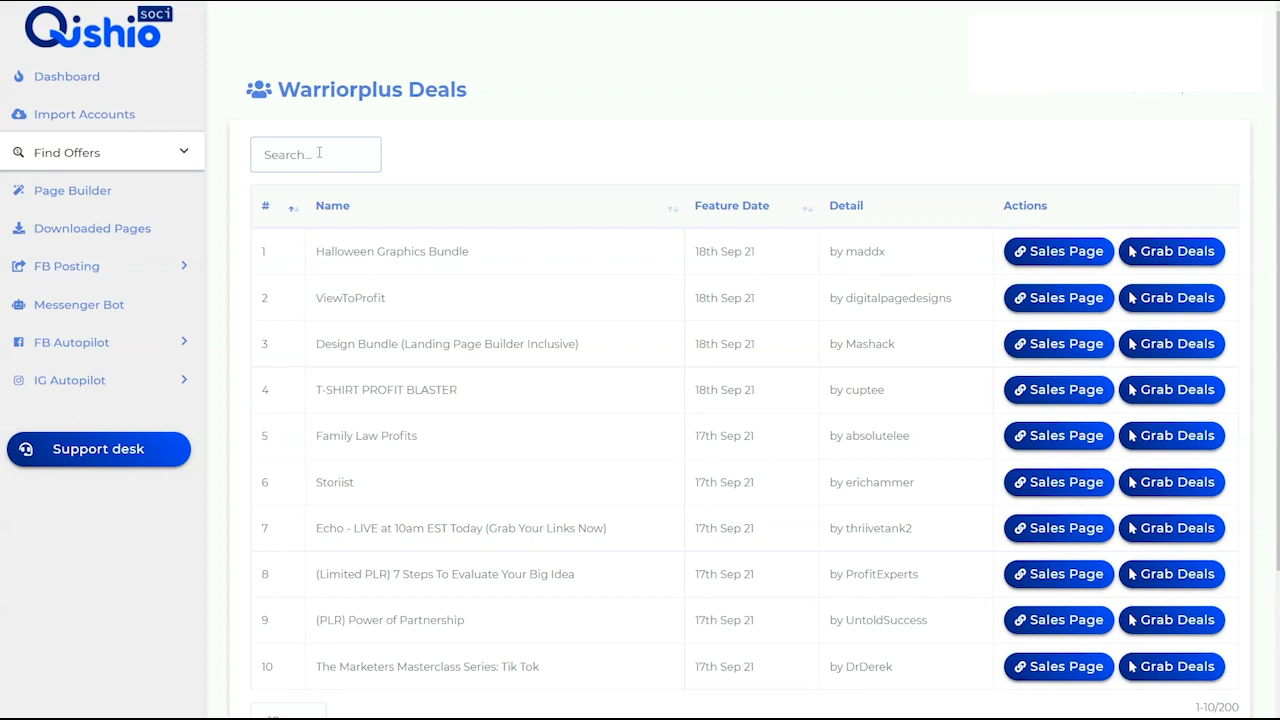 Qishio soci
Dashboard
Import Accounts
Find Offers
Page Builder
Downloaded Pages
FB Posting
Messenger Bot
FB Autopilot
IG Autopilot
Support desk
Warriorplus Deals
Search...
# Name Feature Date Detail Actions
1 Halloween Graphics Bundle 18th Sep 21 by maddx Sales Page Grab Deals
2 ViewToProfit 18th Sep 21 by digitalpagedesigns Sales Page Grab Deals
3 Design Bundle (Landing Page Builder Inclusive) 18th Sep 21 by Mashack Sales Page Grab Deals
4 T-SHIRT PROFIT BLASTER 18th Sep 21 by cuptee Sales Page Grab Deals
5 Family Law Profits 17th Sep 21 by absolutelee Sales Page Grab Deals
6 Storiist 17th Sep 21 by erichammer Sales Page Grab Deals
7 Echo - LIVE at 10am EST Today (Grab Your Links Now) 17th Sep 21 by thriivetank2 Sales Page Grab Deals
8 (Limited PLR) 7 Steps To Evaluate Your Big Idea 17th Sep 21 by ProfitExperts Sales Page Grab Deals
9 (PLR) Power of Partnership 17th Sep 21 by UntoldSuccess Sales Page Grab Deals
10 The Marketers Masterclass Series: Tik Tok 17th Sep 21 by DrDerek Sales Page Grab Deals
1-10/200